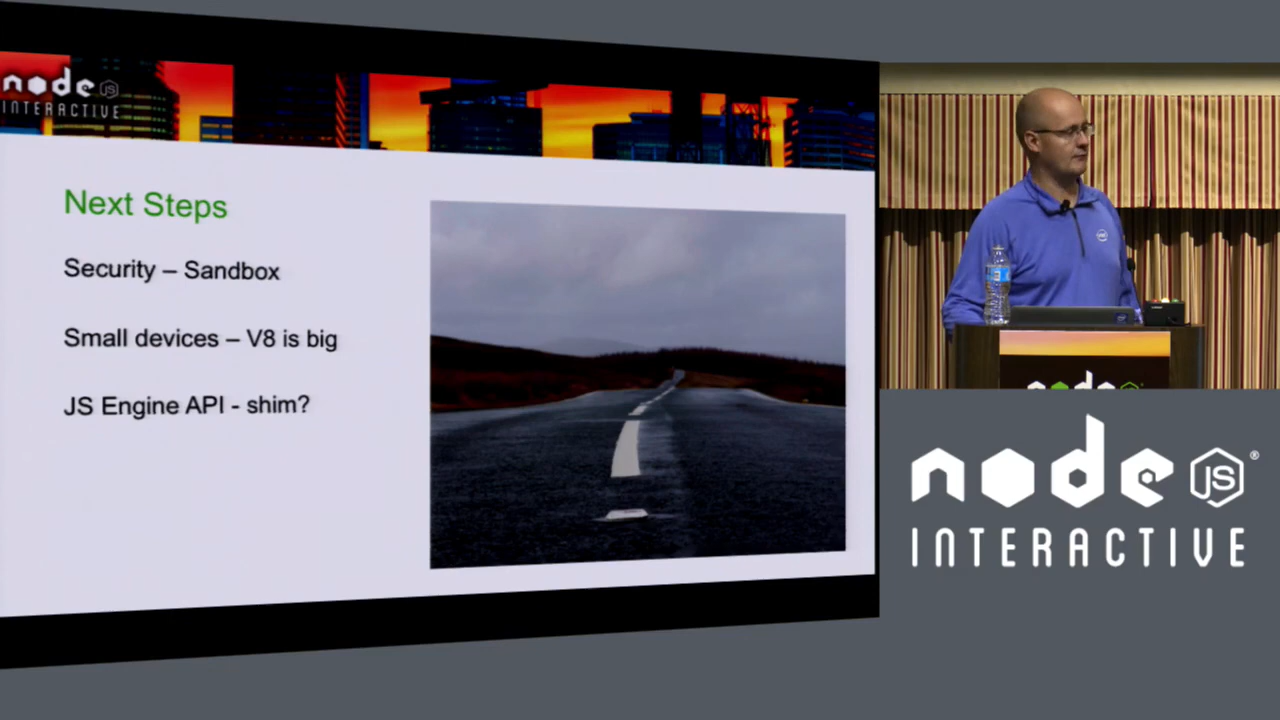 node JS
INTERACTIVE
Next Steps
Security – Sandbox
Small devices – V8 is big
JS Engine API - shim?
node
node JS ®
INTERACTIVE